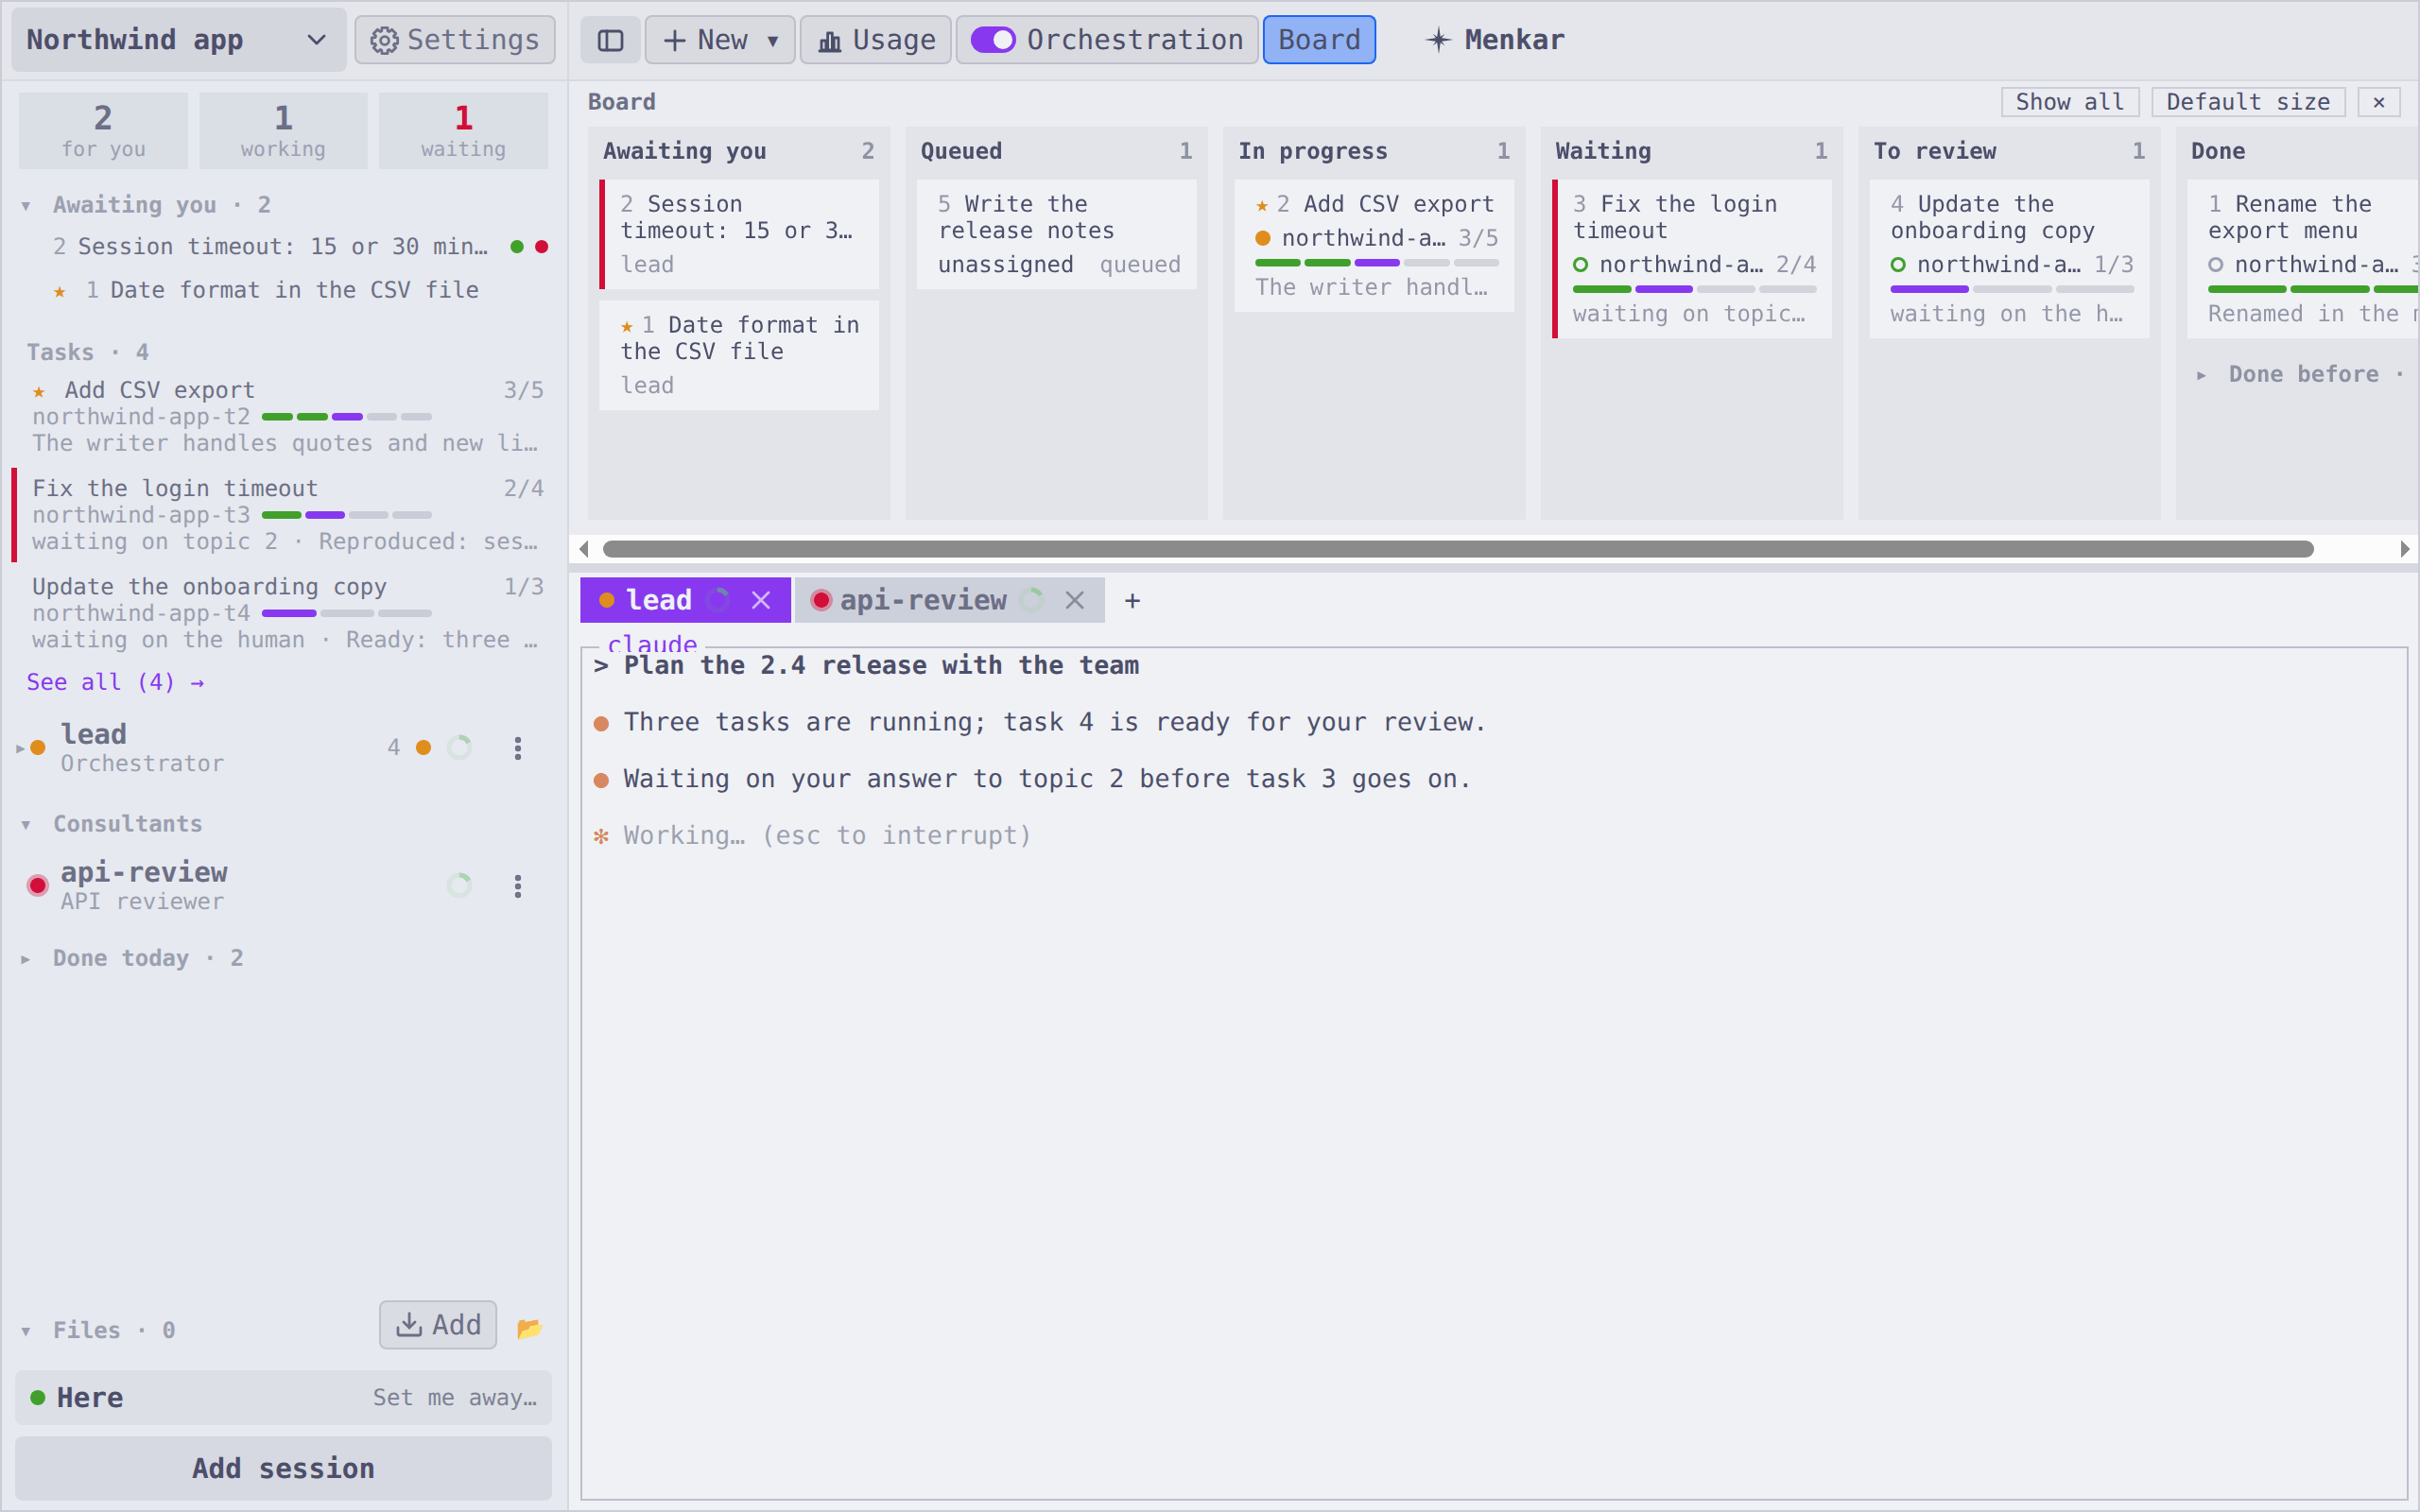 Northwind app
Settings
New ▾
Usage
Orchestration
Board
Menkar
2
for you
1
working
1
waiting
Awaiting you · 2
2 Session timeout: 15 or 30 min…
★ 1 Date format in the CSV file
Tasks · 4
★ Add CSV export 3/5
northwind-app-t2
The writer handles quotes and new li…
Fix the login timeout 2/4
northwind-app-t3
waiting on topic 2 · Reproduced: ses…
Update the onboarding copy 1/3
northwind-app-t4
waiting on the human · Ready: three …
See all (4) →
lead 4
Orchestrator
Consultants
api-review
API reviewer
Done today · 2
Files · 0
Add
Here
Set me away…
Add session
Board
Show all
Default size
×
Awaiting you 2
2 Session
timeout: 15 or 3…
lead
★ 1 Date format in
the CSV file
lead
Queued 1
5 Write the
release notes
unassigned queued
In progress 1
★ 2 Add CSV export
northwind-a… 3/5
The writer handl…
Waiting 1
3 Fix the login
timeout
northwind-a… 2/4
waiting on topic…
To review 1
4 Update the
onboarding copy
northwind-a… 1/3
waiting on the h…
Done
1 Rename the
export menu
northwind-a…
Renamed in the
Done before ·
lead
api-review
+
claude
> Plan the 2.4 release with the team
Three tasks are running; task 4 is ready for your review.
Waiting on your answer to topic 2 before task 3 goes on.
✻ Working… (esc to interrupt)